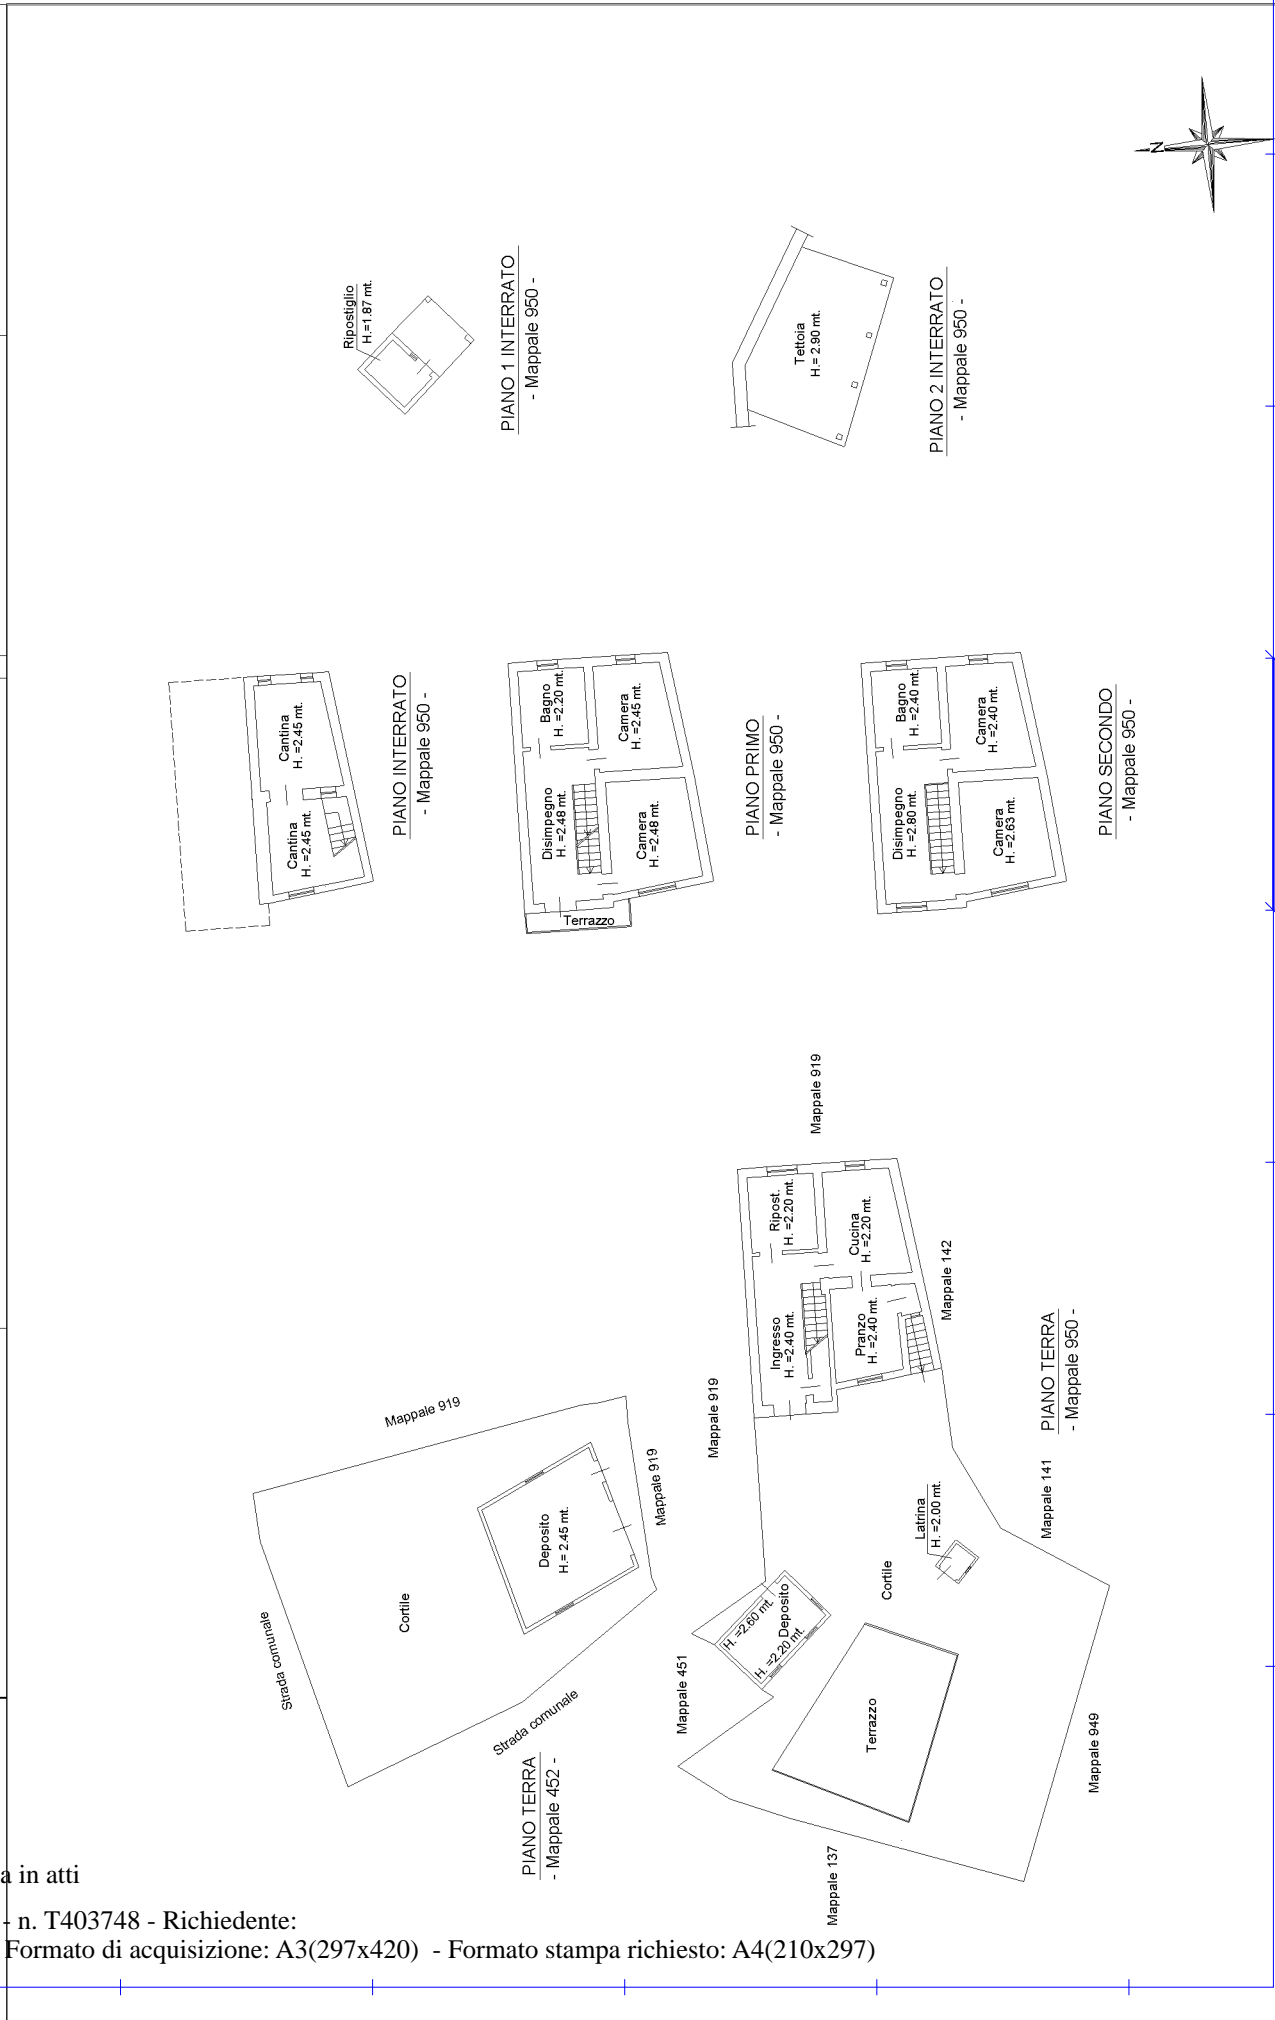 N
Ripostiglio
H.=1.87 mt.
PIANO 1 INTERRATO
- Mappale 950 -
Tettoia
H.= 2.90 mt.
PIANO 2 INTERRATO
- Mappale 950 -
Cantina
H. =2.45 mt.
Cantina
H. =2.45 mt.
PIANO INTERRATO
- Mappale 950 -
Bagno
H. =2.20 mt.
Camera
H. =2.45 mt.
Disimpegno
H. =2.48 mt.
Camera
H. =2.48 mt.
Terrazzo
PIANO PRIMO
- Mappale 950 -
Bagno
H. =2.40 mt.
Camera
H. =2.40 mt.
Disimpegno
H. =2.80 mt.
Camera
H. =2.63 mt.
PIANO SECONDO
- Mappale 950 -
Mappale 919
Strada comunale
Cortile
Deposito
H.= 2.45 mt.
Mappale 919
Strada comunale
PIANO TERRA
- Mappale 452 -
Mappale 919
Ripost.
H. =2.20 mt.
Cucina
H. =2.20 mt.
Ingresso
H. =2.40 mt.
Pranzo
H. =2.40 mt.
Mappale 142
Mappale 919
Latrina
H. =2.00 mt.
Mappale 141
Cortile
H. =2.60 mt.
Deposito
H. =2.20 mt.
Mappale 451
Terrazzo
Mappale 949
Mappale 137
PIANO TERRA
- Mappale 950 -
a in atti
- n. T403748 - Richiedente:
Formato di acquisizione: A3(297x420) - Formato stampa richiesto: A4(210x297)